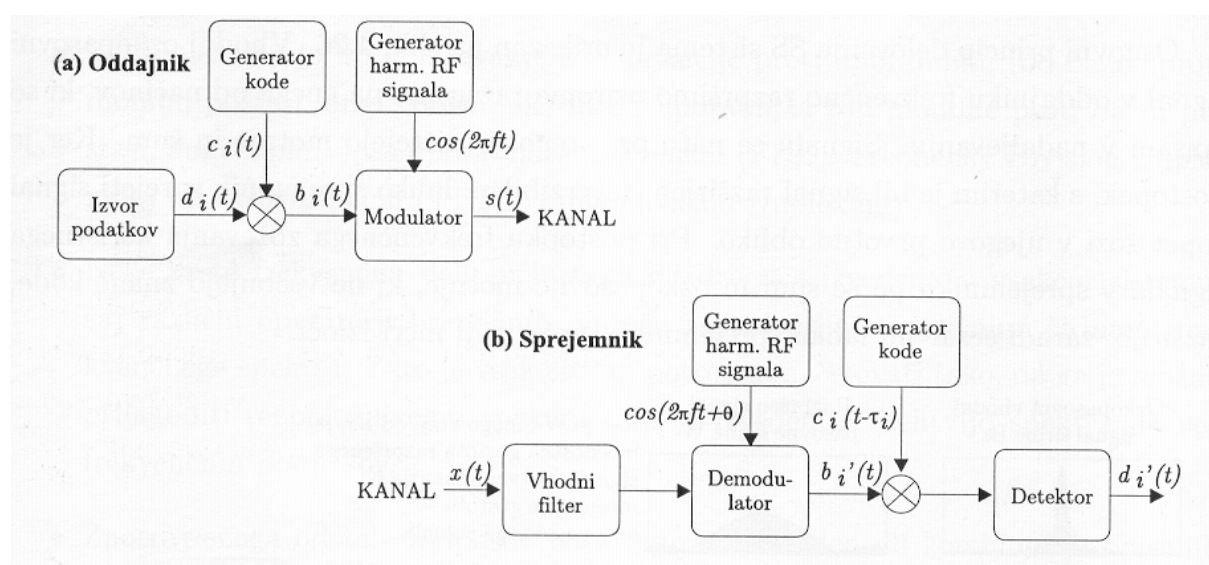 (a) Oddajnik
Generator
kode
Generator
harm. RF
signala
c i(t)
cos(2πft)
Izvor
podatkov
d i(t)
b i(t)
Modulator
s(t)
KANAL
(b) Sprejemnik
Generator
harm. RF
signala
Generator
kode
cos(2πft+θ)
c i(t-τi)
KANAL
x(t)
Vhodni
filter
Demodu-
lator
b i'(t)
Detektor
d i'(t)